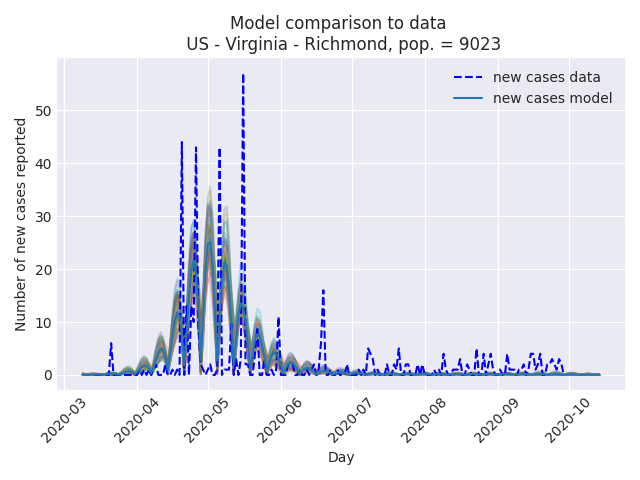 Model comparison to data
US - Virginia - Richmond, pop. = 9023
new cases data
new cases model
Number of new cases reported
50
40
30
20
10
0
2020-03
2020-04
2020-05
2020-06
2020-07
2020-08
2020-09
2020-10
Day